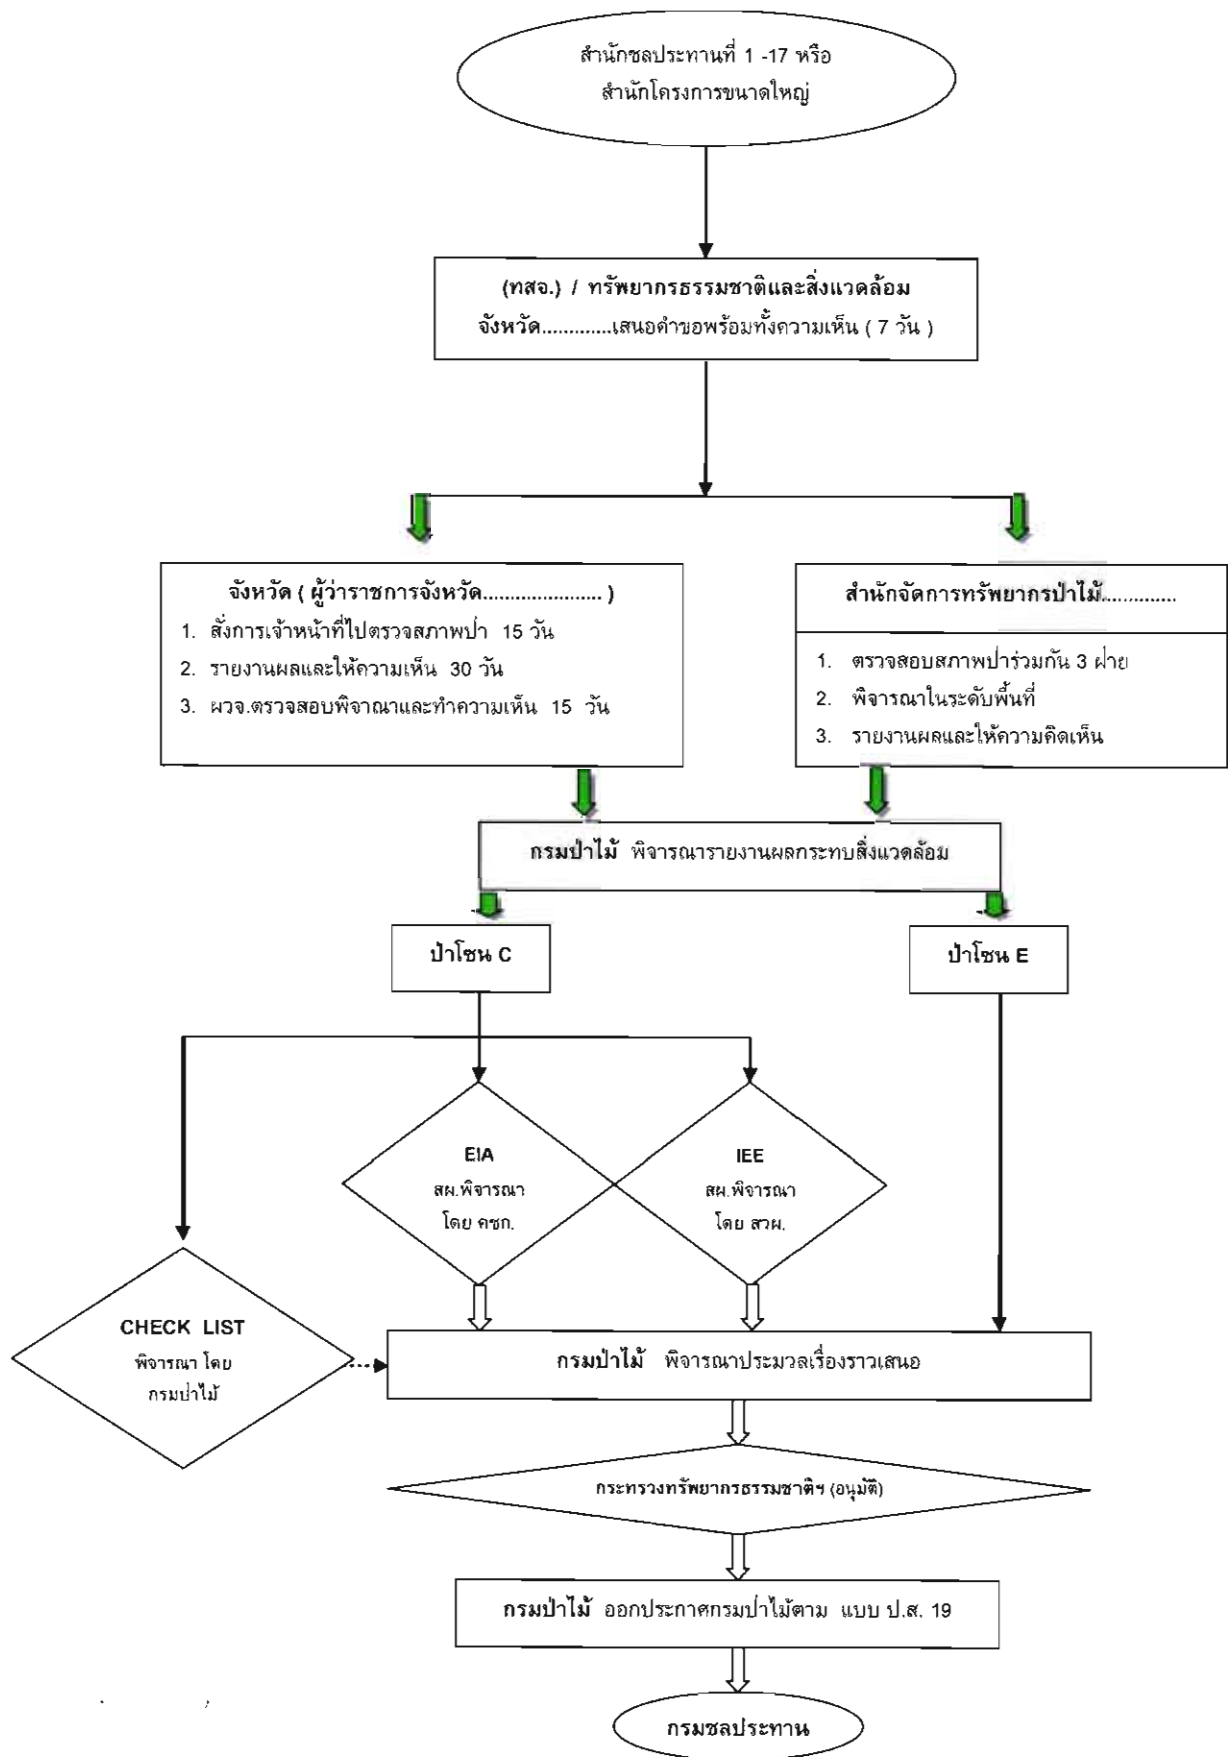 สำนักชลประทานที่ 1 -17 หรือ
สำนักโครงการขนาดใหญ่
(ทสจ.) / ทรัพยากรธรรมชาติและสิ่งแวดล้อม
จังหวัด.............เสนอคำขอพร้อมทั้งความเห็น ( 7 วัน )
จังหวัด ( ผู้ว่าราชการจังหวัด...................... )
1. สั่งการเจ้าหน้าที่ไปตรวจสภาพป่า 15 วัน
2. รายงานผลและให้ความเห็น 30 วัน
3. ผวจ.ตรวจสอบพิจาณาและทำความเห็น 15 วัน
สำนักจัดการทรัพยากรป่าไม้..............
1. ตรวจสอบสภาพป่าร่วมกัน 3 ฝ่าย
2. พิจารณาในระดับพื้นที่
3. รายงานผลและให้ความคิดเห็น
กรมป่าไม้ พิจารณารายงานผลกระทบสิ่งแวดล้อม
ป่าโซน C
ป่าโซน E
EIA
สผ.พิจารณา
โดย คชก.
IEE
สผ.พิจารณา
โดย สวผ.
CHECK LIST
พิจารณา โดย
กรมป่าไม้
กรมป่าไม้ พิจารณาประมวลเรื่องราวเสนอ
กระทรวงทรัพยากรธรรมชาติฯ (อนุมัติ)
กรมป่าไม้ ออกประกาศกรมป่าไม้ตาม แบบ ป.ส. 19
กรมชลประทาน